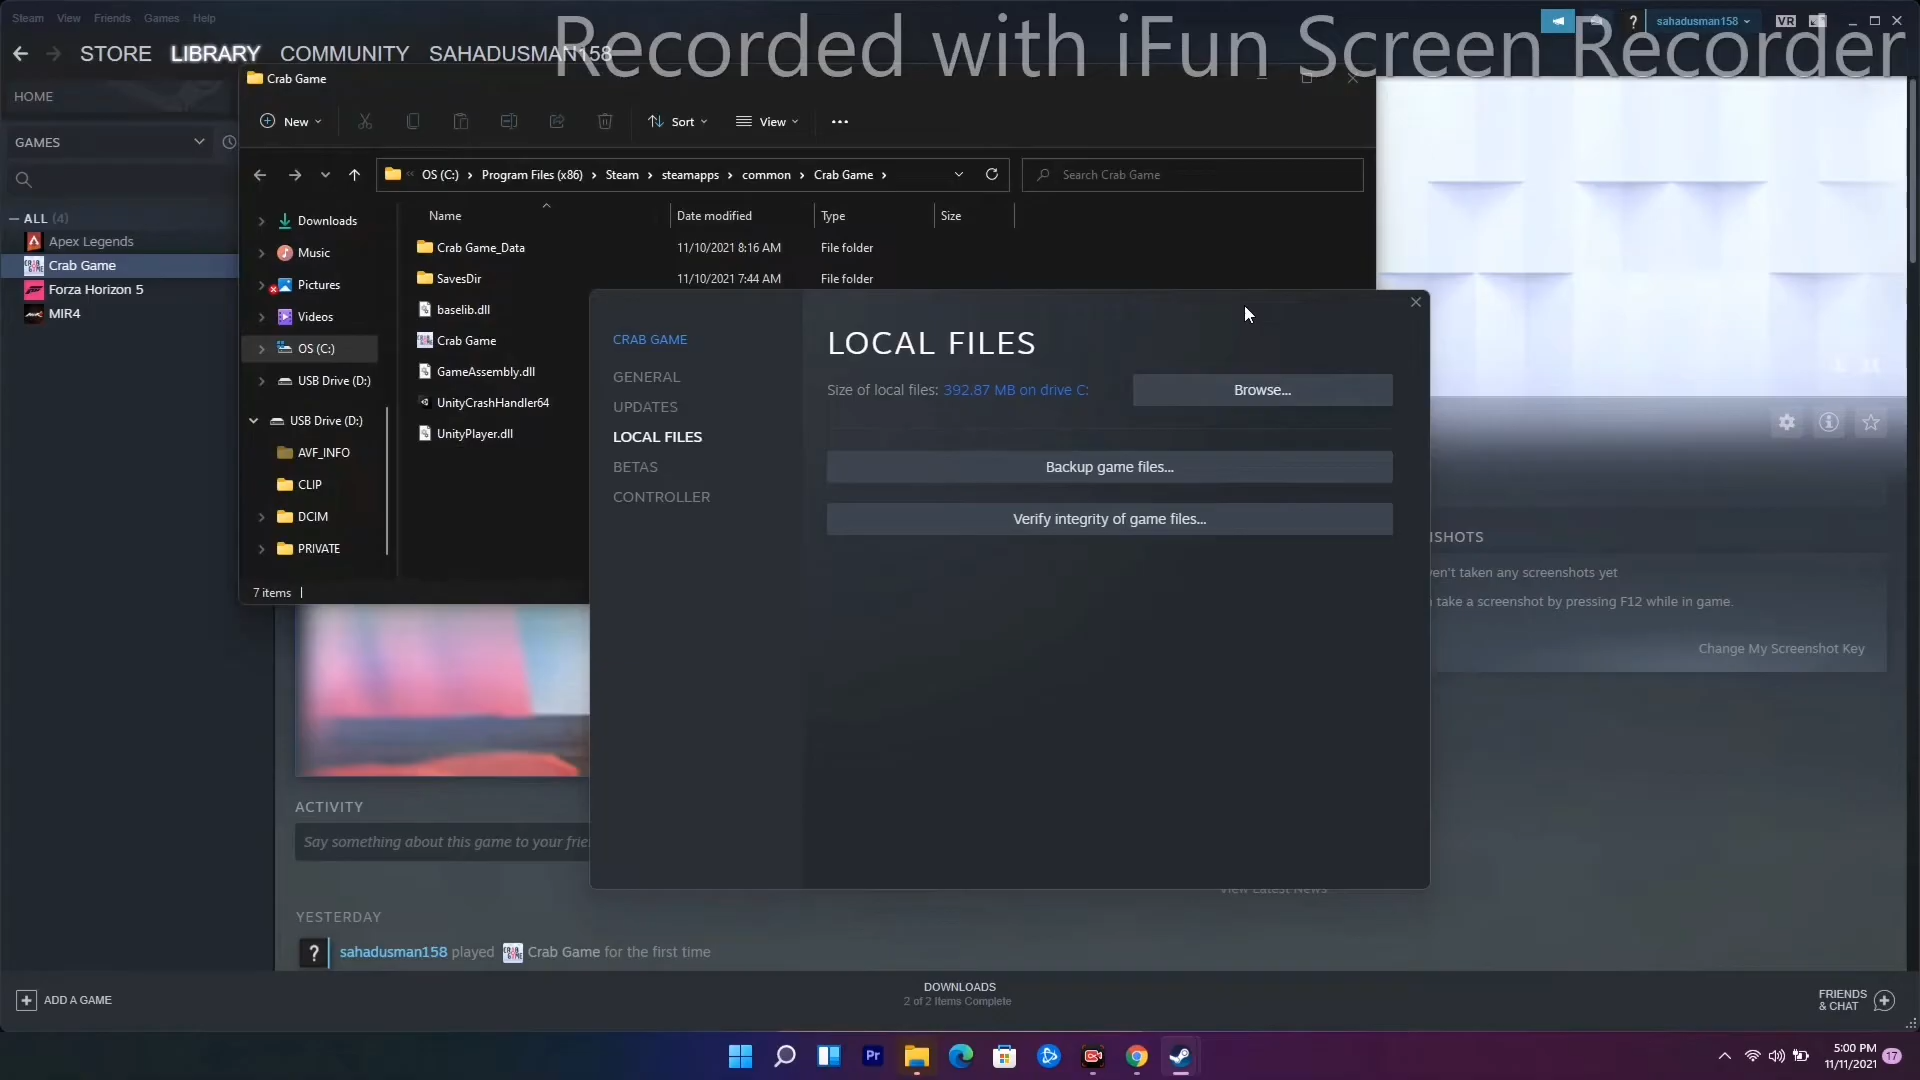 Steam View Friends Games Help
Recorded with iFun Screen Recorder
sahadusman158
VR
STORE LIBRARY COMMUNITY SAHADUSMAN158
HOME
GAMES
ALL (4)
Apex Legends
Crab Game
Forza Horizon 5
MIR4
Crab Game
New
Sort
View
OS (C:) › Program Files (x86) › Steam › steamapps › common › Crab Game ›
Search Crab Game
Downloads
Music
Pictures
Videos
OS (C:)
USB Drive (D:)
USB Drive (D:)
AVF_INFO
CLIP
DCIM
PRIVATE
Name Date modified Type Size
Crab Game_Data 11/10/2021 8:16 AM File folder
SavesDir 11/10/2021 7:44 AM File folder
baselib.dll
Crab Game
GameAssembly.dll
UnityCrashHandler64
UnityPlayer.dll
7 items
CRAB GAME
GENERAL
UPDATES
LOCAL FILES
BETAS
CONTROLLER
LOCAL FILES
Size of local files: 392.87 MB on drive C:
Browse...
Backup game files...
Verify integrity of game files...
SHOTS
en't taken any screenshots yet
take a screenshot by pressing F12 while in game.
Change My Screenshot Key
ACTIVITY
Say something about this game to your frie
View Latest News
YESTERDAY
sahadusman158 played Crab Game for the first time
ADD A GAME
DOWNLOADS
2 of 2 Items Complete
FRIENDS
& CHAT
Pr
5:00 PM
11/11/2021
17